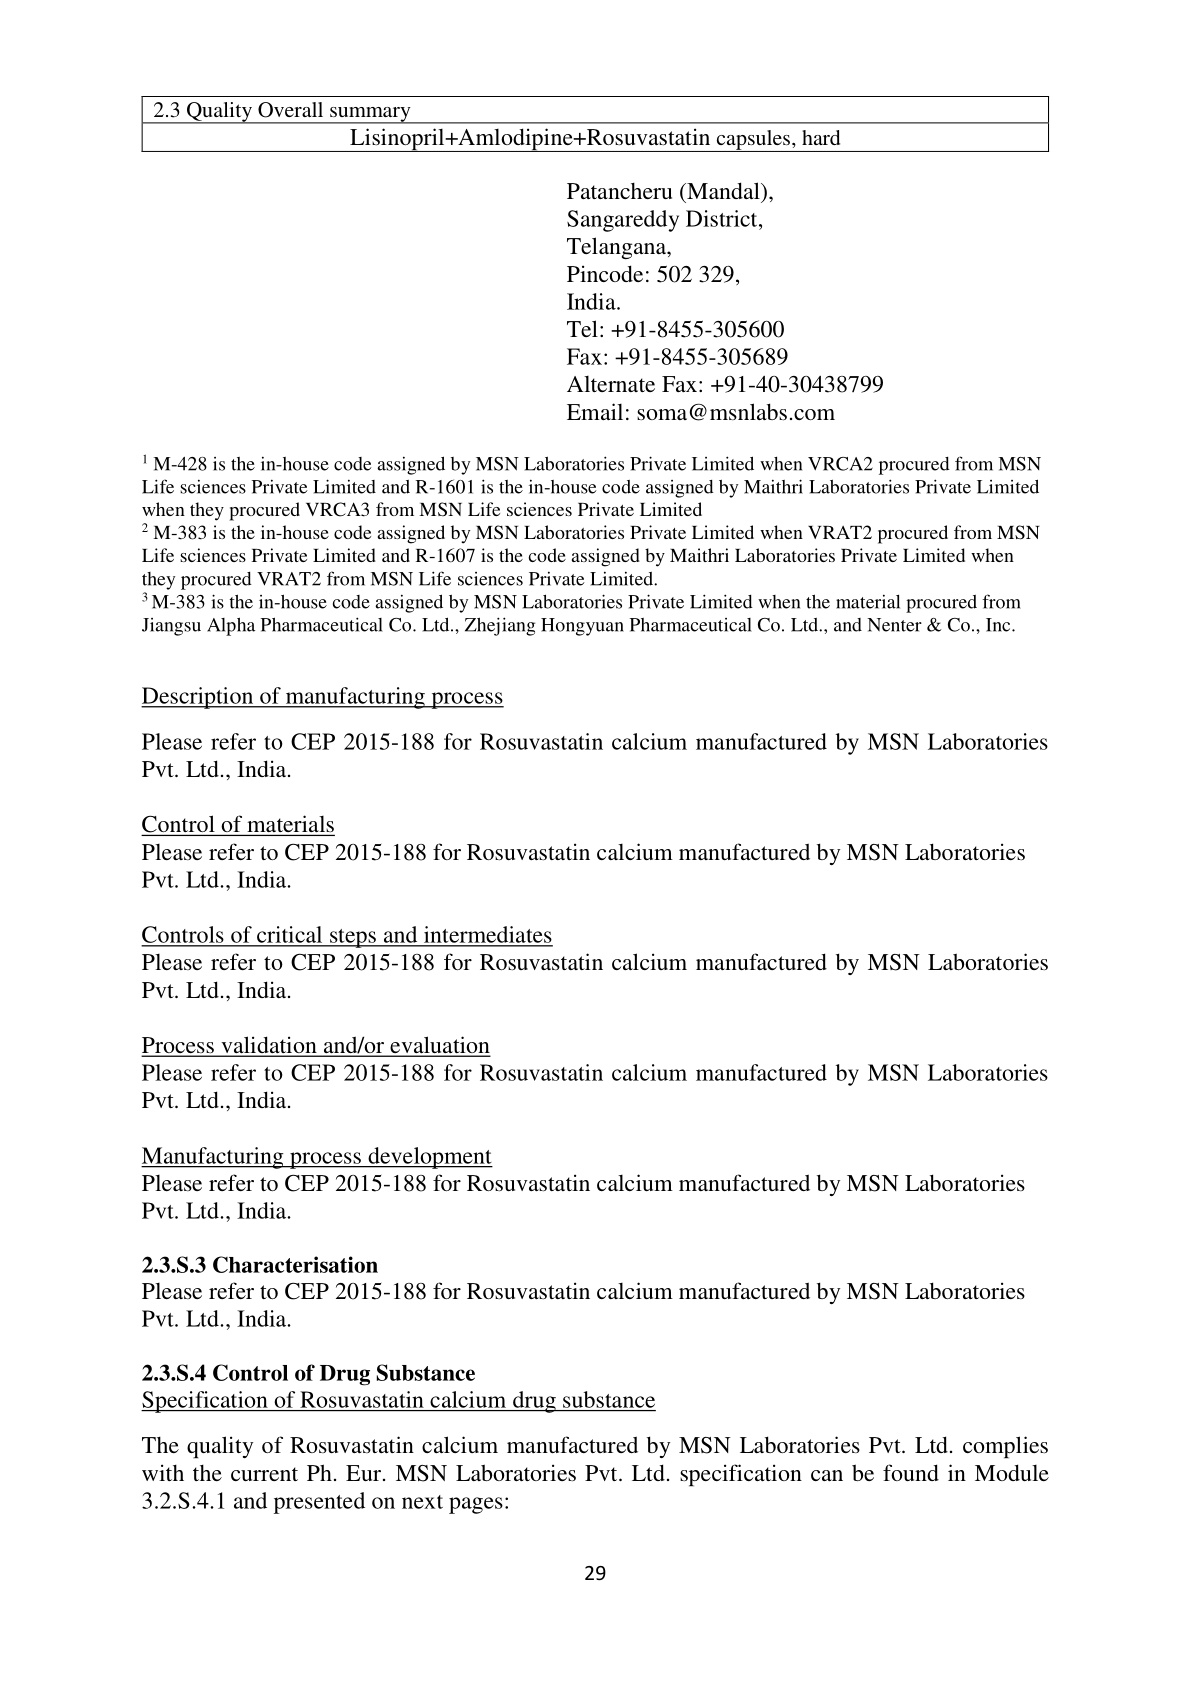 2.3 Quality Overall summary
Lisinopril+Amlodipine+Rosuvastatin capsules, hard
Patancheru (Mandal),
Sangareddy District,
Telangana,
Pincode: 502 329,
India.
Tel: +91-8455-305600
Fax: +91-8455-305689
Alternate Fax: +91-40-30438799
Email: soma@msnlabs.com
1 M-428 is the in-house code assigned by MSN Laboratories Private Limited when VRCA2 procured from MSN
Life sciences Private Limited and R-1601 is the in-house code assigned by Maithri Laboratories Private Limited
when they procured VRCA3 from MSN Life sciences Private Limited
2 M-383 is the in-house code assigned by MSN Laboratories Private Limited when VRAT2 procured from MSN
Life sciences Private Limited and R-1607 is the code assigned by Maithri Laboratories Private Limited when
they procured VRAT2 from MSN Life sciences Private Limited.
3 M-383 is the in-house code assigned by MSN Laboratories Private Limited when the material procured from
Jiangsu Alpha Pharmaceutical Co. Ltd., Zhejiang Hongyuan Pharmaceutical Co. Ltd., and Nenter & Co., Inc.
Description of manufacturing process
Please refer to CEP 2015-188 for Rosuvastatin calcium manufactured by MSN Laboratories
Pvt. Ltd., India.
Control of materials
Please refer to CEP 2015-188 for Rosuvastatin calcium manufactured by MSN Laboratories
Pvt. Ltd., India.
Controls of critical steps and intermediates
Please refer to CEP 2015-188 for Rosuvastatin calcium manufactured by MSN Laboratories
Pvt. Ltd., India.
Process validation and/or evaluation
Please refer to CEP 2015-188 for Rosuvastatin calcium manufactured by MSN Laboratories
Pvt. Ltd., India.
Manufacturing process development
Please refer to CEP 2015-188 for Rosuvastatin calcium manufactured by MSN Laboratories
Pvt. Ltd., India.
2.3.S.3 Characterisation
Please refer to CEP 2015-188 for Rosuvastatin calcium manufactured by MSN Laboratories
Pvt. Ltd., India.
2.3.S.4 Control of Drug Substance
Specification of Rosuvastatin calcium drug substance
The quality of Rosuvastatin calcium manufactured by MSN Laboratories Pvt. Ltd. complies
with the current Ph. Eur. MSN Laboratories Pvt. Ltd. specification can be found in Module
3.2.S.4.1 and presented on next pages:
29